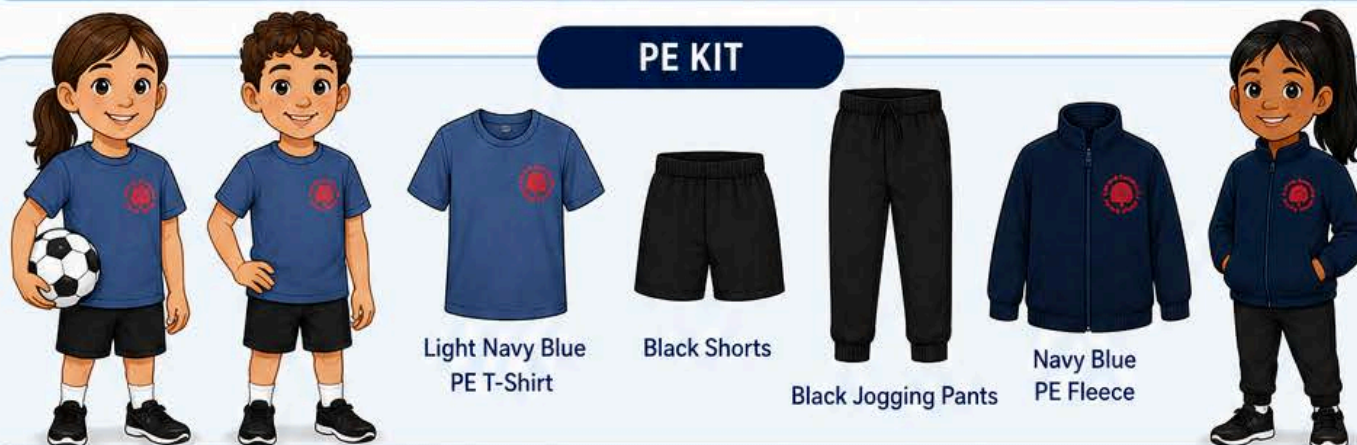 PE KIT
Light Navy Blue
PE T-Shirt
Black Shorts
Black Jogging Pants
Navy Blue
PE Fleece